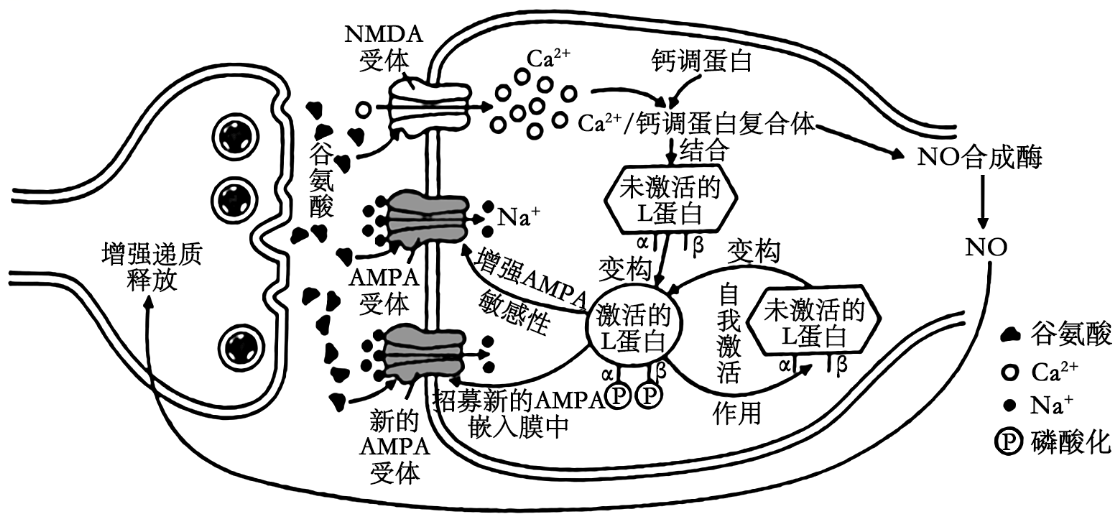 NMDA
受体
Ca²⁺
钙调蛋白
Ca²⁺/钙调蛋白复合体
结合
NO合成酶
NO
谷
氨
酸
未激活的
L蛋白
α
β
Na⁺
AMPA
受体
增强AMPA
敏感性
变构
变构
激活的
L蛋白
α
β
P
P
自
我
激
活
未激活的
L蛋白
α
β
作用
增强递质
释放
新的
AMPA
受体
招募新的AMPA
嵌入膜中
谷氨酸
Ca²⁺
Na⁺
P 磷酸化